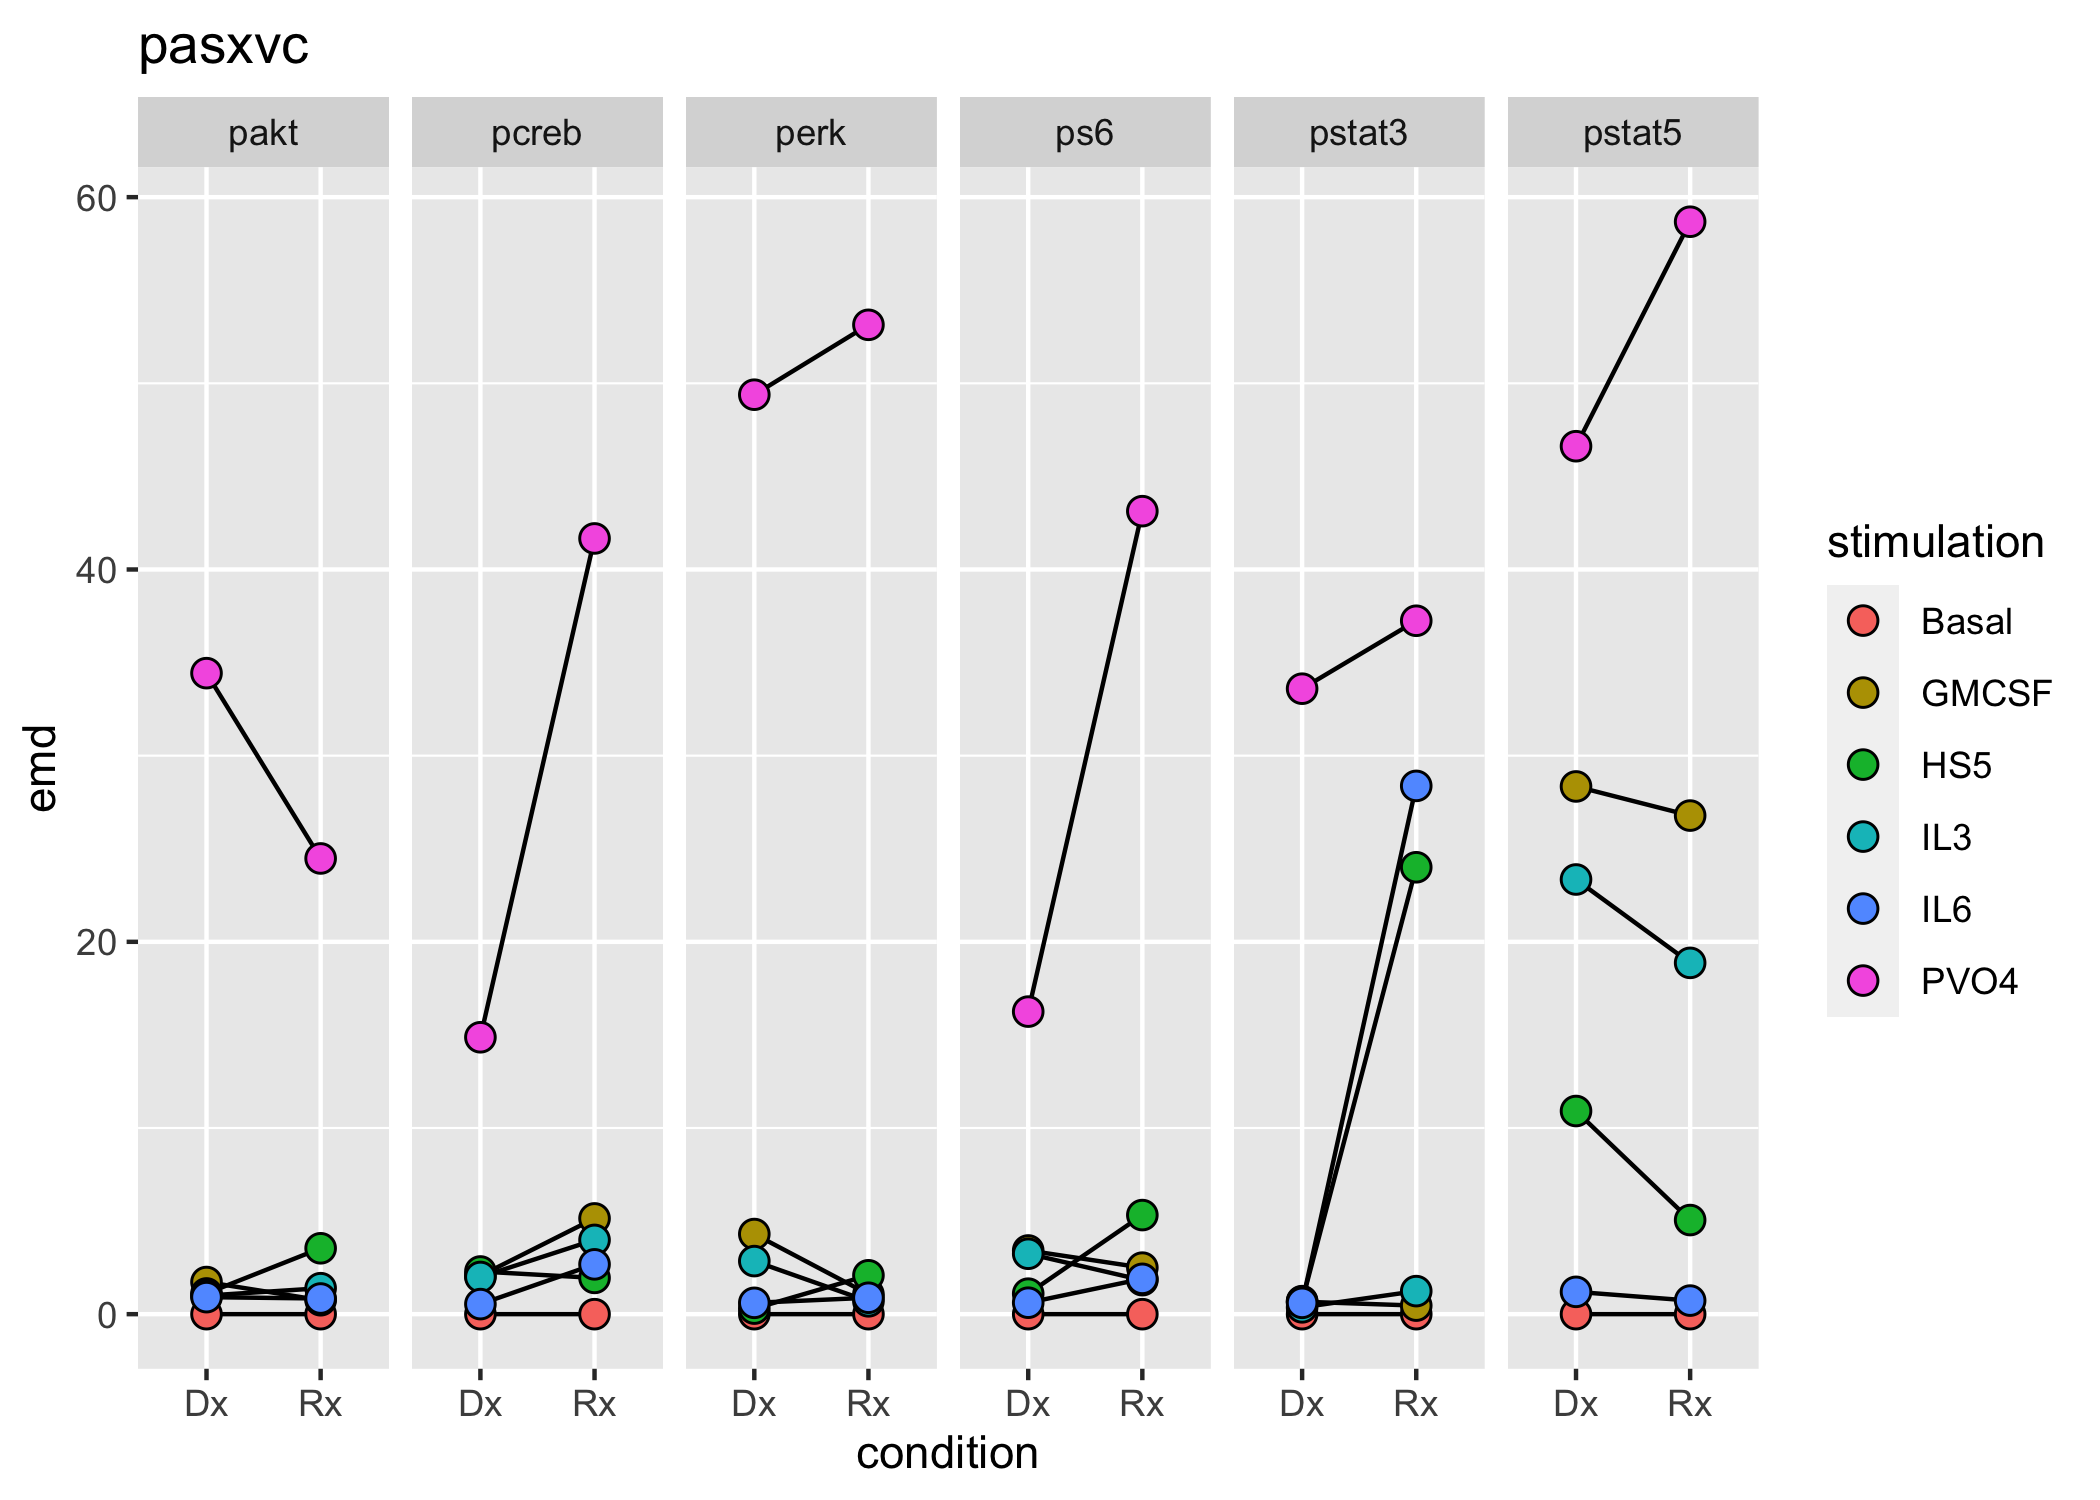 pasxvc
pakt pcreb perk ps6 pstat3 pstat5
60
40
20
0
emd
Dx Rx Dx Rx Dx Rx Dx Rx Dx Rx Dx Rx
condition
stimulation
Basal
GMCSF
HS5
IL3
IL6
PVO4